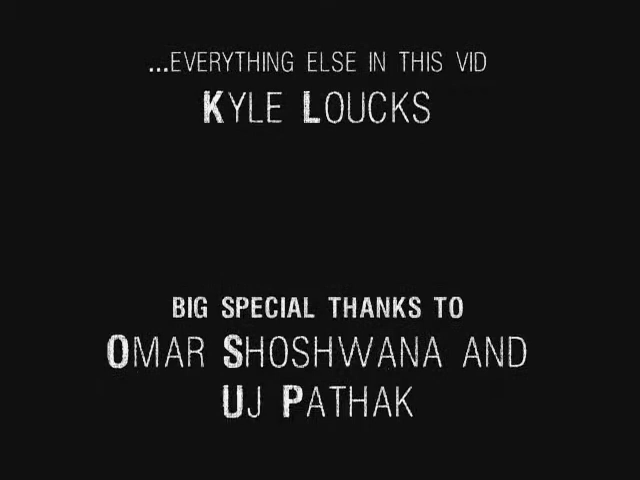 ...EVERYTHING ELSE IN THIS VID
KYLE LOUCKS
BIG SPECIAL THANKS TO
OMAR SHOSHWANA AND
UJ PATHAK